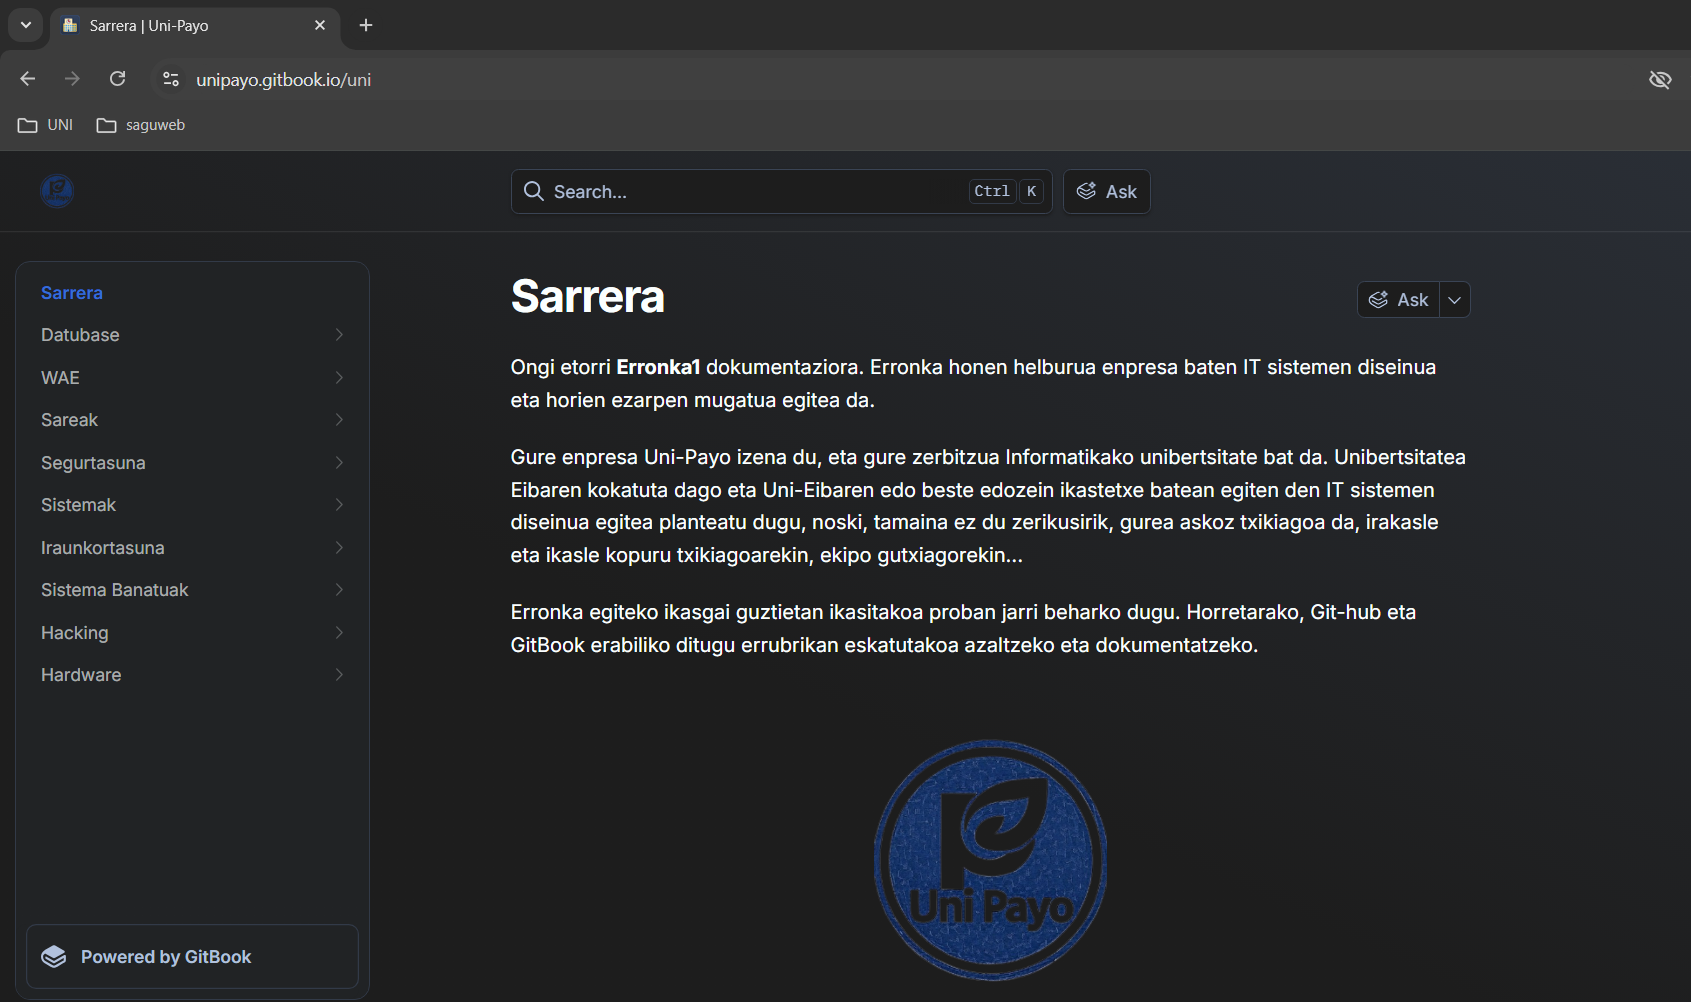 Sarrera | Uni-Payo
unipayo.gitbook.io/uni
UNI
saguweb
Search...
Ctrl K
Ask
Sarrera
Datubase
WAE
Sareak
Segurtasuna
Sistemak
Iraunkortasuna
Sistema Banatuak
Hacking
Hardware
Powered by GitBook
Sarrera
Ask
Ongi etorri Erronka1 dokumentaziora. Erronka honen helburua enpresa baten IT sistemen diseinua
eta horien ezarpen mugatua egitea da.
Gure enpresa Uni-Payo izena du, eta gure zerbitzua Informatikako unibertsitate bat da. Unibertsitatea
Eibaren kokatuta dago eta Uni-Eibaren edo beste edozein ikastetxe batean egiten den IT sistemen
diseinua egitea planteatu dugu, noski, tamaina ez du zerikusirik, gurea askoz txikiagoa da, irakasle
eta ikasle kopuru txikiagoarekin, ekipo gutxiagorekin...
Erronka egiteko ikasgai guztietan ikasitakoa proban jarri beharko dugu. Horretarako, Git-hub eta
GitBook erabiliko ditugu errubrikan eskatutakoa azaltzeko eta dokumentatzeko.
Uni Payo